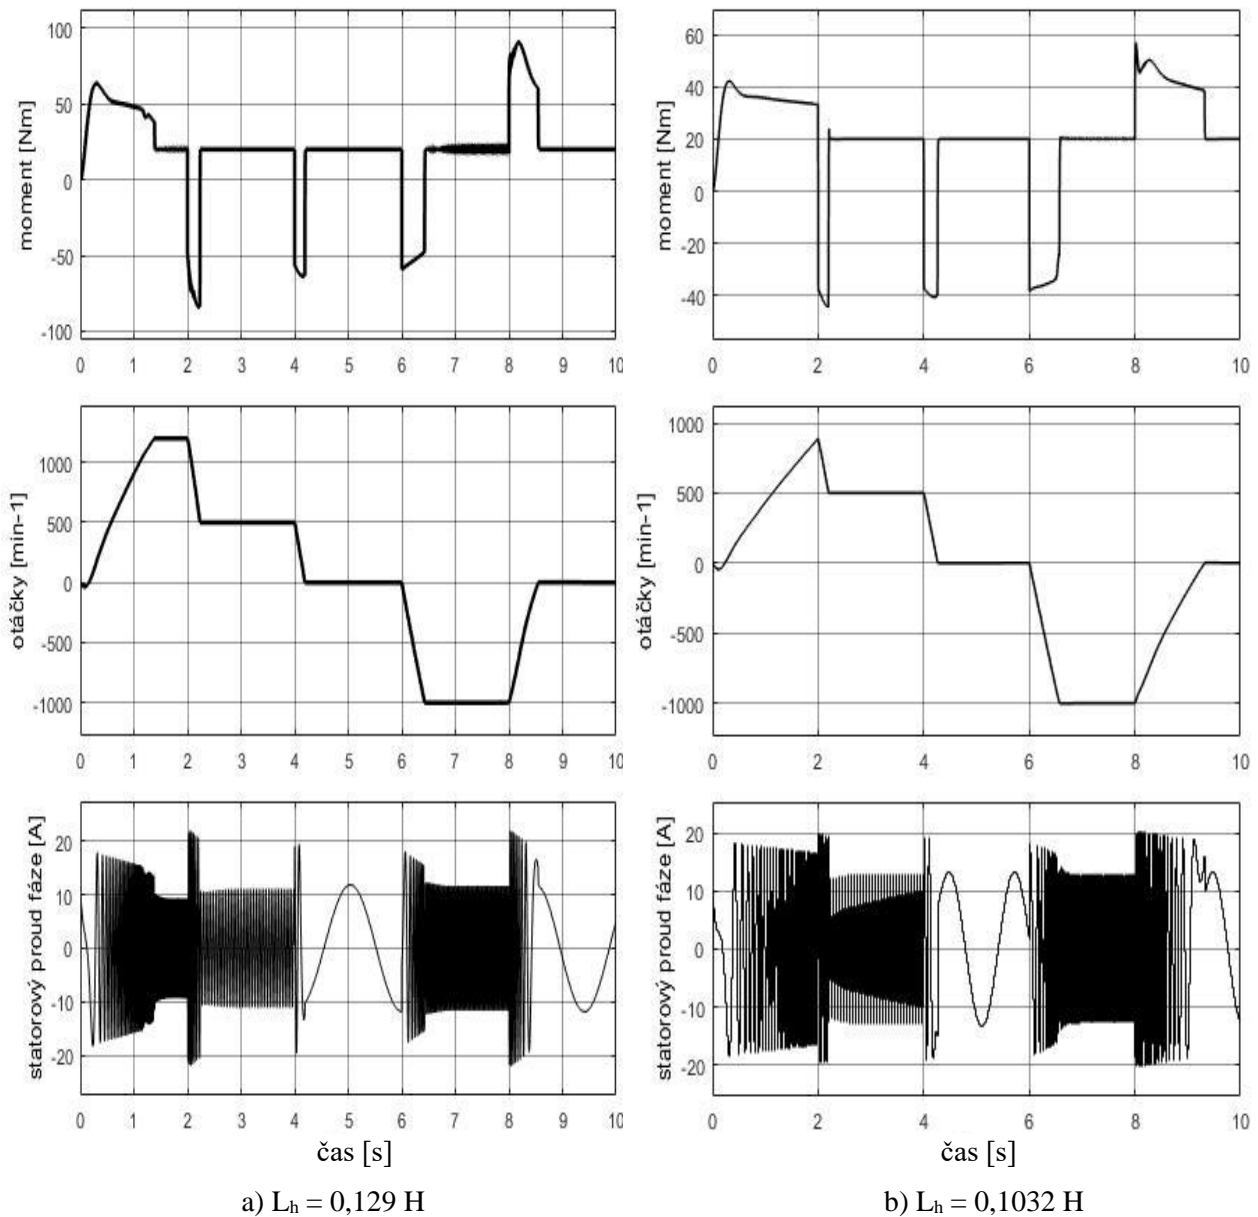 moment [Nm]
100
50
0
-50
-100
0 1 2 3 4 5 6 7 8 9 10
moment [Nm]
60
40
20
0
-20
-40
0 2 4 6 8 10
otáčky [min-1]
1000
500
0
-500
-1000
0 1 2 3 4 5 6 7 8 9 10
otáčky [min-1]
1000
500
0
-500
-1000
0 2 4 6 8 10
statorový proud fáze [A]
20
10
0
-10
-20
0 1 2 3 4 5 6 7 8 9 10
čas [s]
statorový proud fáze [A]
20
10
0
-10
-20
0 2 4 6 8 10
čas [s]
a) Lₕ = 0,129 H
b) Lₕ = 0,1032 H